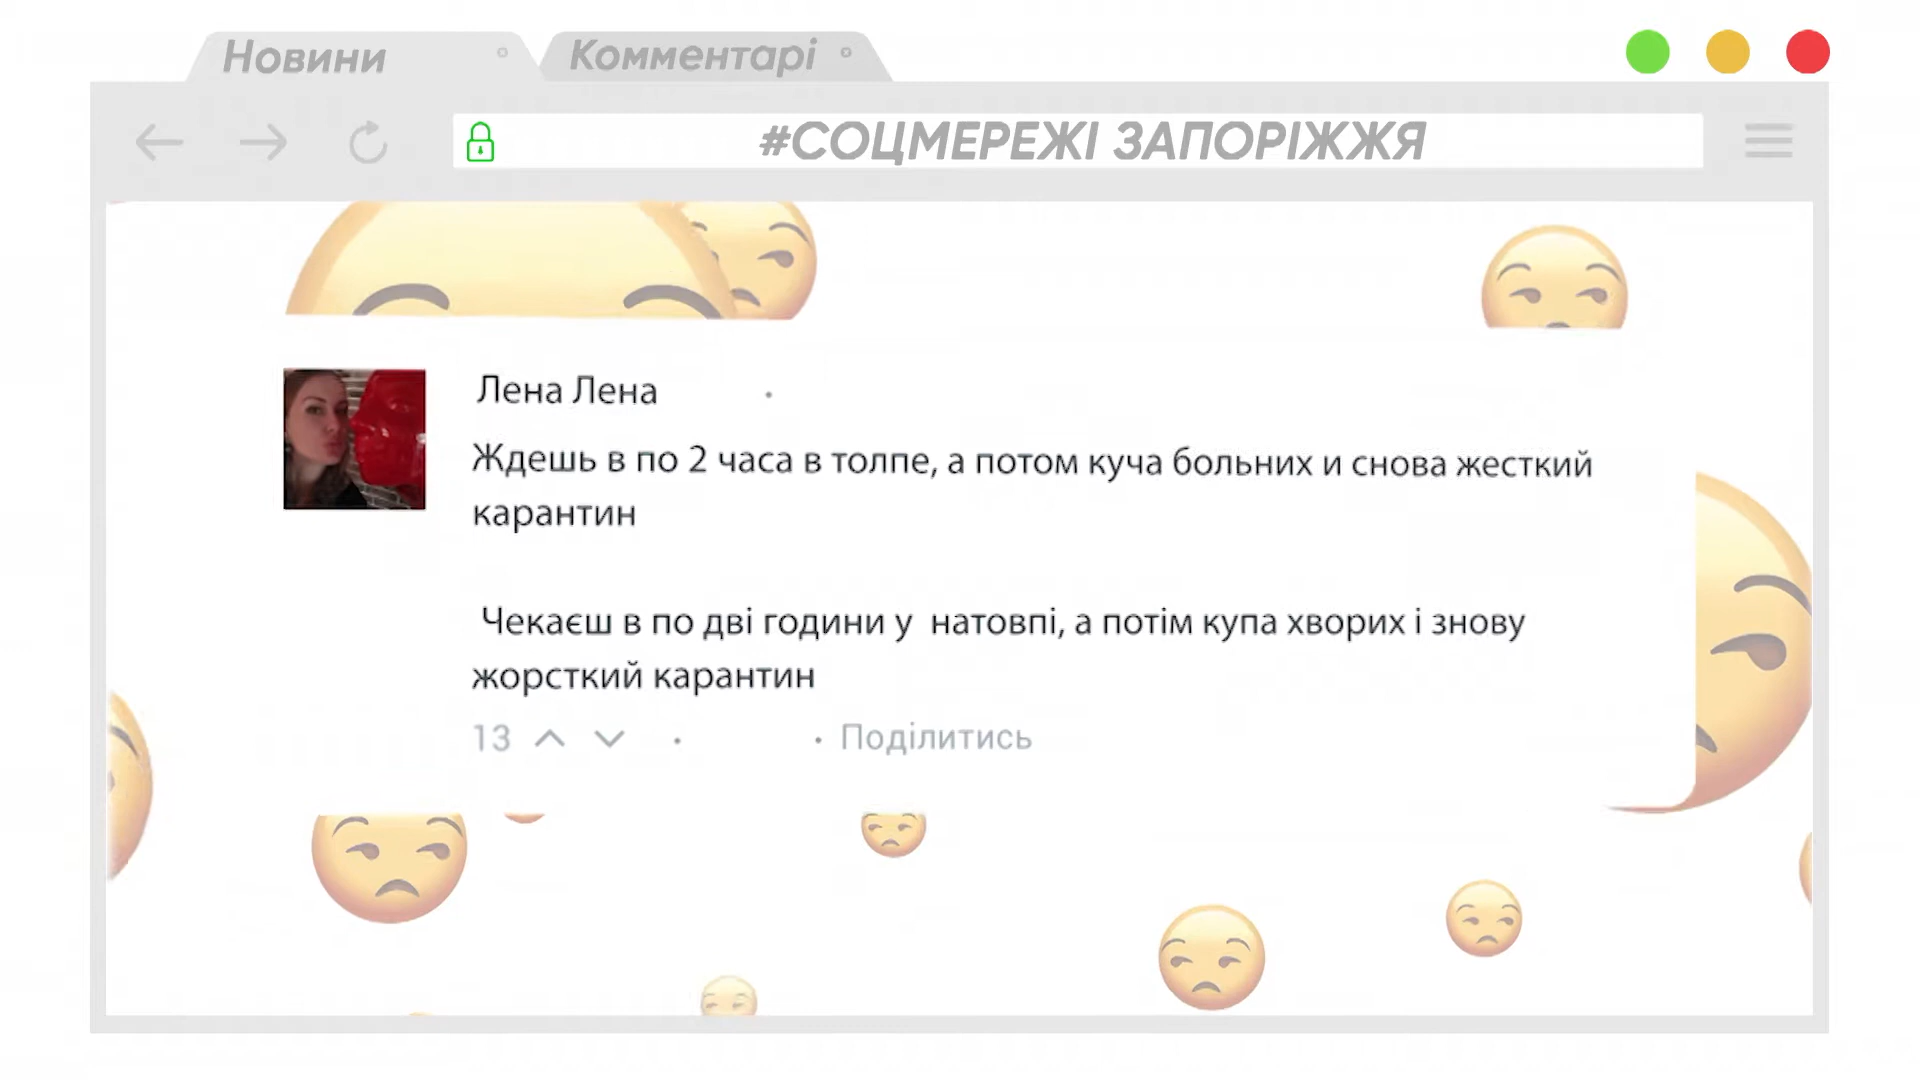 Новини
Комментарі
#СОЦМЕРЕЖІ ЗАПОРІЖЖЯ
Лена Лена
Ждешь в по 2 часа в толпе, а потом куча больних и снова жесткий
карантин
Чекаєш в по дві години у натовпі, а потім купа хворих і знову
жорсткий карантин
13 Поділитись